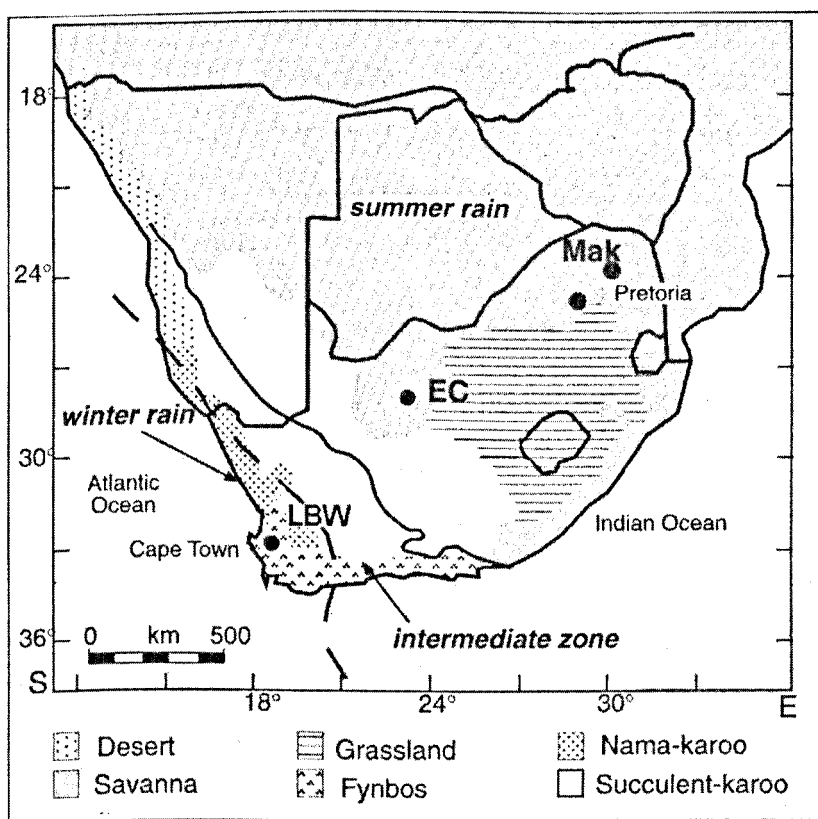 18°
summer rain
Mak
24°
Pretoria
EC
winter rain
30°
Atlantic
Ocean
LBW
Indian Ocean
Cape Town
0 km 500
intermediate zone
36°
S
18°
24°
30°
E
Desert
Grassland
Nama-karoo
Savanna
Fynbos
Succulent-karoo